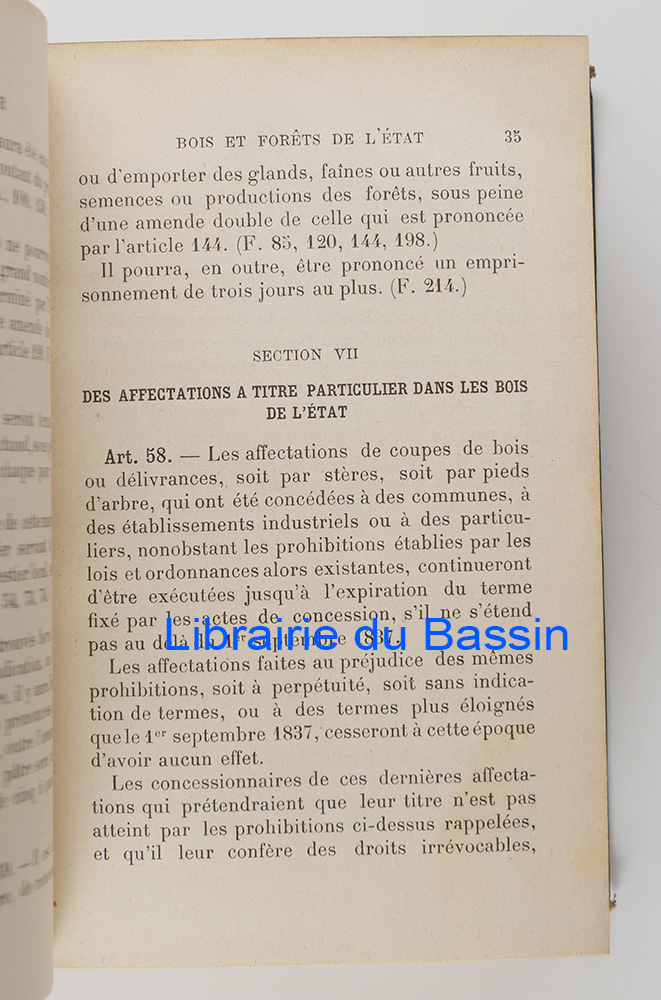 BOIS ET FORÊTS DE L'ÉTAT 35
ou d'emporter des glands, faînes ou autres fruits,
semences ou productions des forêts, sous peine
d'une amende double de celle qui est prononcée
par l'article 144. (F. 85, 120, 144, 198.)
Il pourra, en outre, être prononcé un empri-
sonnement de trois jours au plus. (F. 214.)
SECTION VII
DES AFFECTATIONS A TITRE PARTICULIER DANS LES BOIS
DE L'ÉTAT
Art. 58. — Les affectations de coupes de bois
ou délivrances, soit par stères, soit par pieds
d'arbre, qui ont été concédées à des communes, à
des établissements industriels ou à des particu-
liers, nonobstant les prohibitions établies par les
lois et ordonnances alors existantes, continueront
d'être exécutées jusqu'à l'expiration du terme
fixé par les actes de concession, s'il ne s'étend
pas au delà du 1er septembre 1837.
Librairie du Bassin
Les affectations faites au préjudice des mêmes
prohibitions, soit à perpétuité, soit sans indica-
tion de termes, ou à des termes plus éloignés
que le 1er septembre 1837, cesseront à cette époque
d'avoir aucun effet.
Les concessionnaires de ces dernières affecta-
tions qui prétendraient que leur titre n'est pas
atteint par les prohibitions ci-dessus rappelées,
et qu'il leur confère des droits irrévocables,